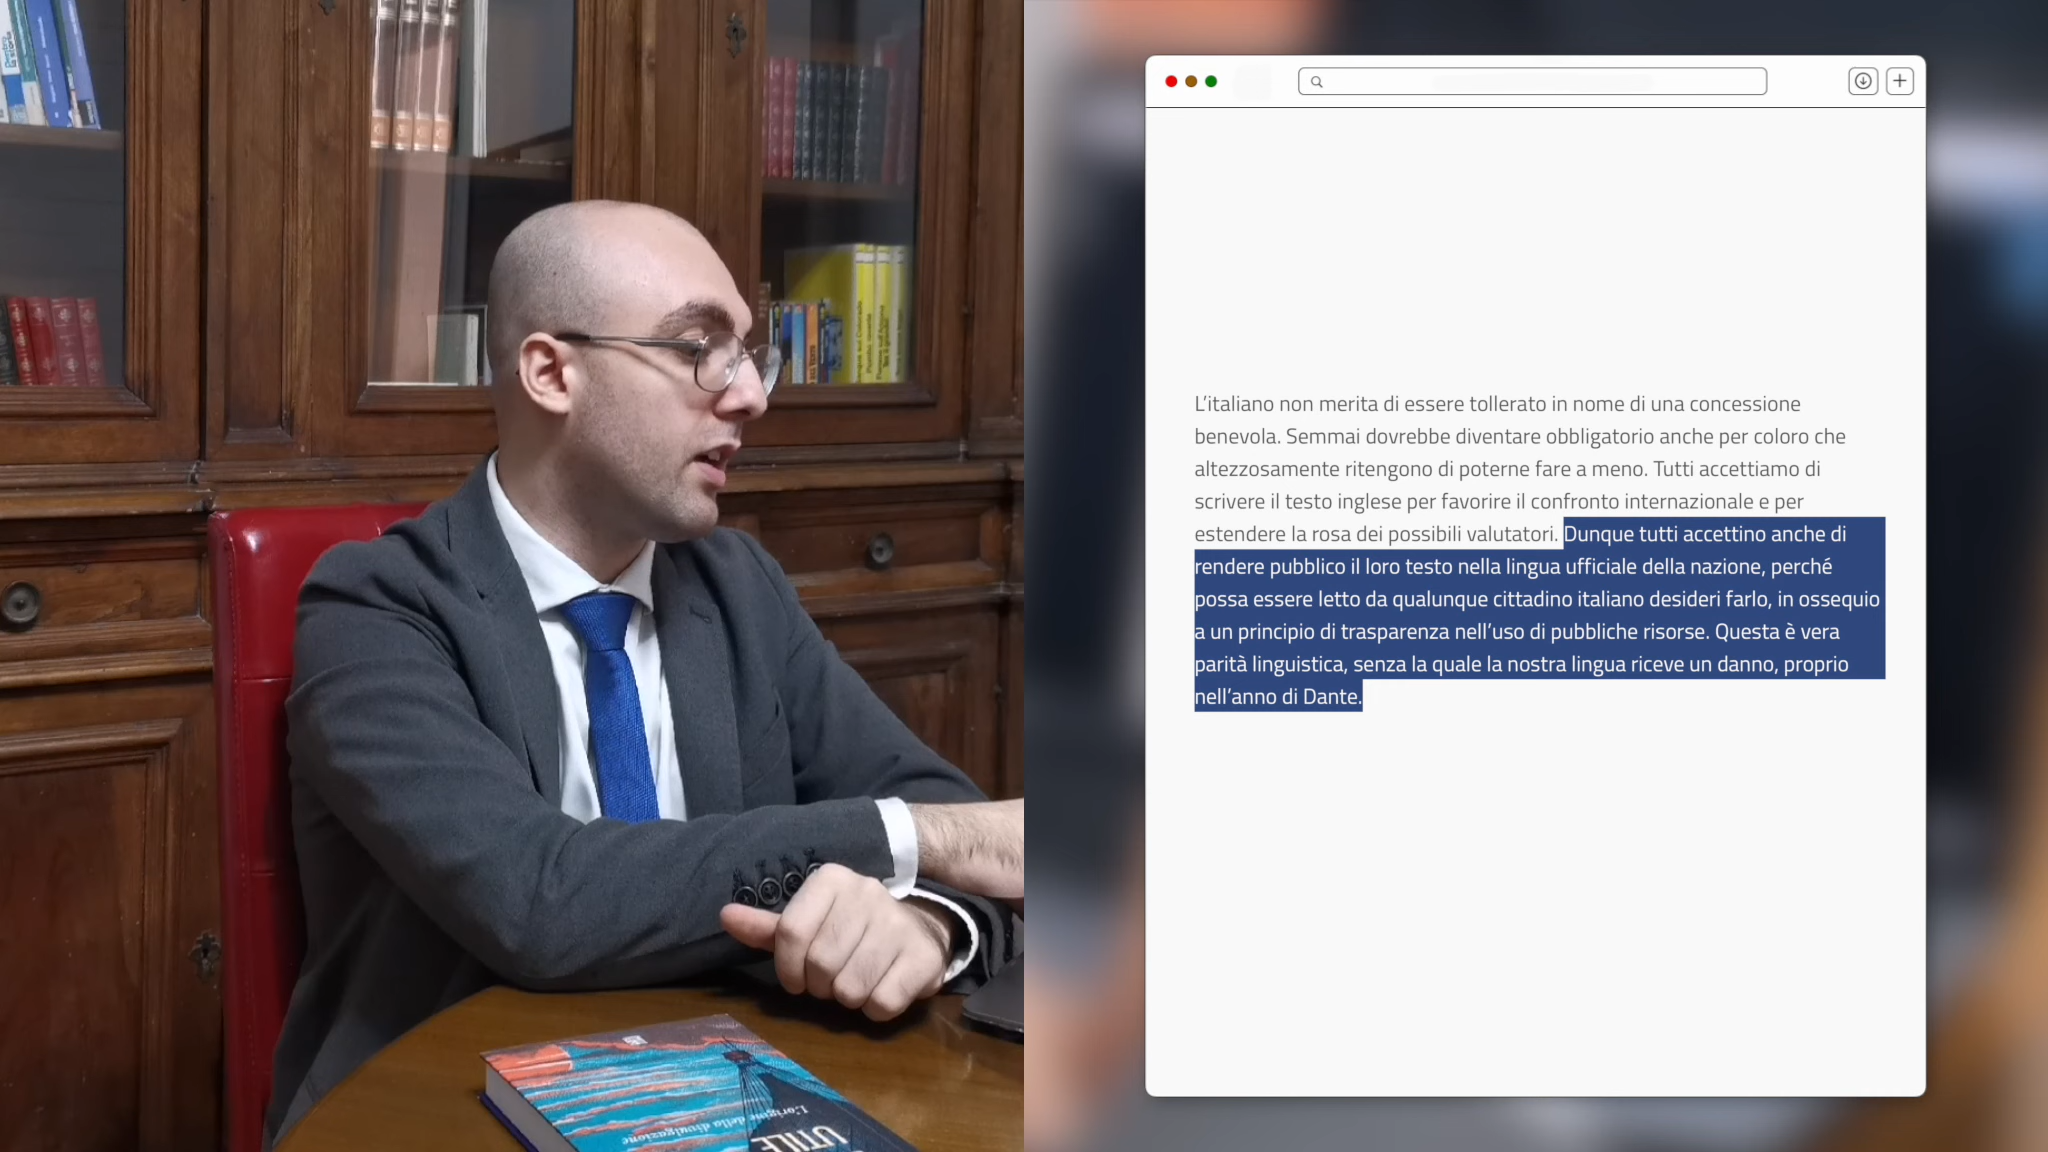 L'italiano non merita di essere tollerato in nome di una concessione
benevola. Semmai dovrebbe diventare obbligatorio anche per coloro che
altezzosamente ritengono di poterne fare a meno. Tutti accettiamo di
scrivere il testo inglese per favorire il confronto internazionale e per
estendere la rosa dei possibili valutatori. Dunque tutti accettino anche di
rendere pubblico il loro testo nella lingua ufficiale della nazione, perché
possa essere letto da qualunque cittadino italiano desideri farlo, in ossequio
a un principio di trasparenza nell'uso di pubbliche risorse. Questa è vera
parità linguistica, senza la quale la nostra lingua riceve un danno, proprio
nell'anno di Dante.
L'origine della divulgazione
UTILE